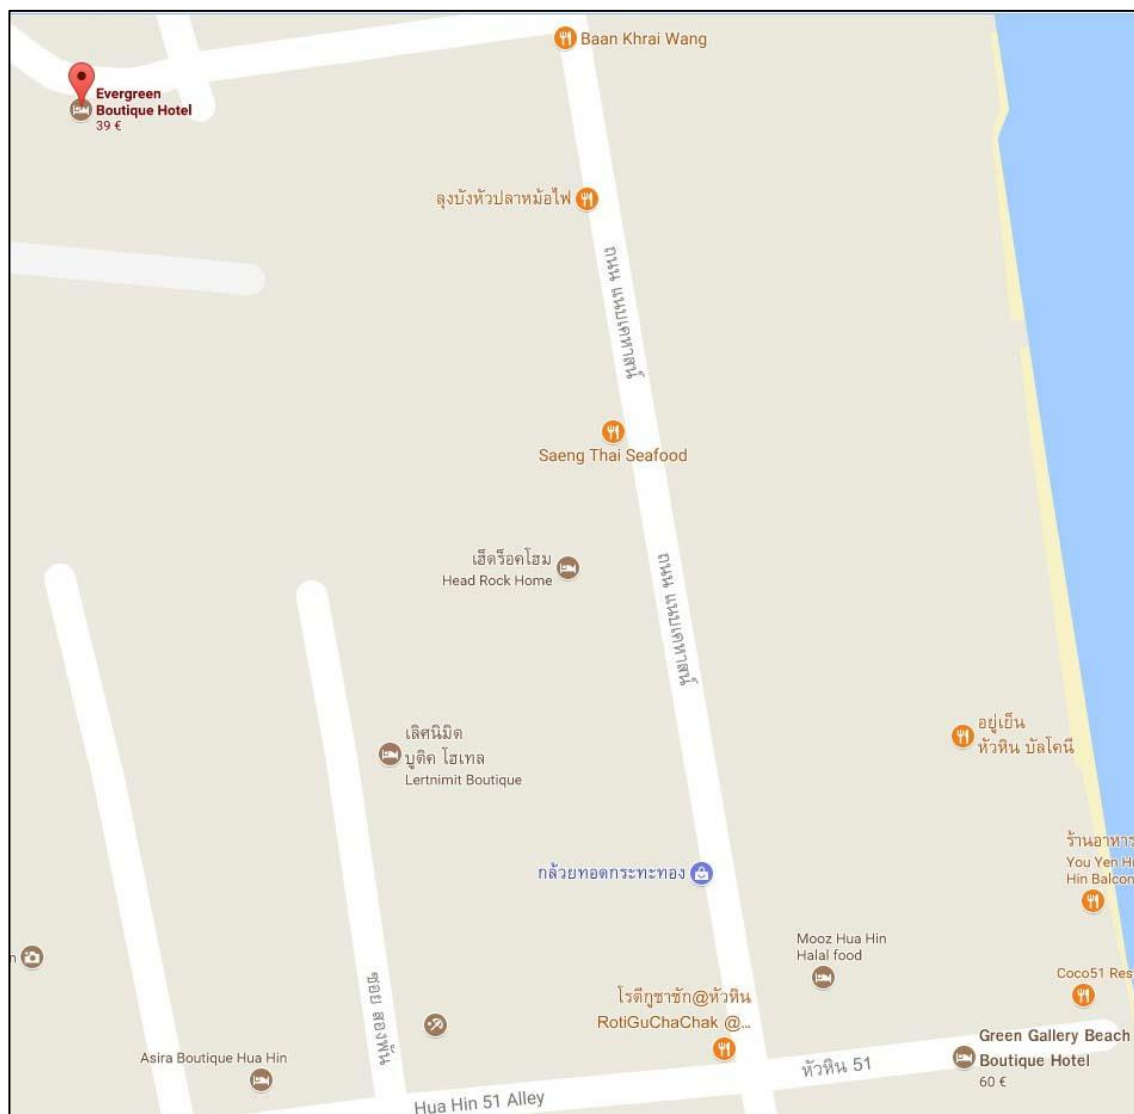 Baan Khrai Wang
Evergreen
Boutique Hotel
39 €
ลุงบังหัวปลาหม้อไฟ
ถนน แนบเคหาสน์
Saeng Thai Seafood
เฮ็ดร็อคโฮม
Head Rock Home
ถนน แนบเคหาสน์
เลิศนิมิต
บูติค โฮเทล
Lertnimit Boutique
อยู่เย็น
หัวหิน บัลโคนี
ร้านอาหาร
You Yen H
Hin Balcon
กล้วยทอดกระทะทอง
Mooz Hua Hin
Halal food
n
Coco51 Res
ซอย สองพัน
โรตีกูชาชัก@หัวหิน
RotiGuChaChak @...
Green Gallery Beach
Boutique Hotel
60 €
Asira Boutique Hua Hin
หัวหิน 51
Hua Hin 51 Alley